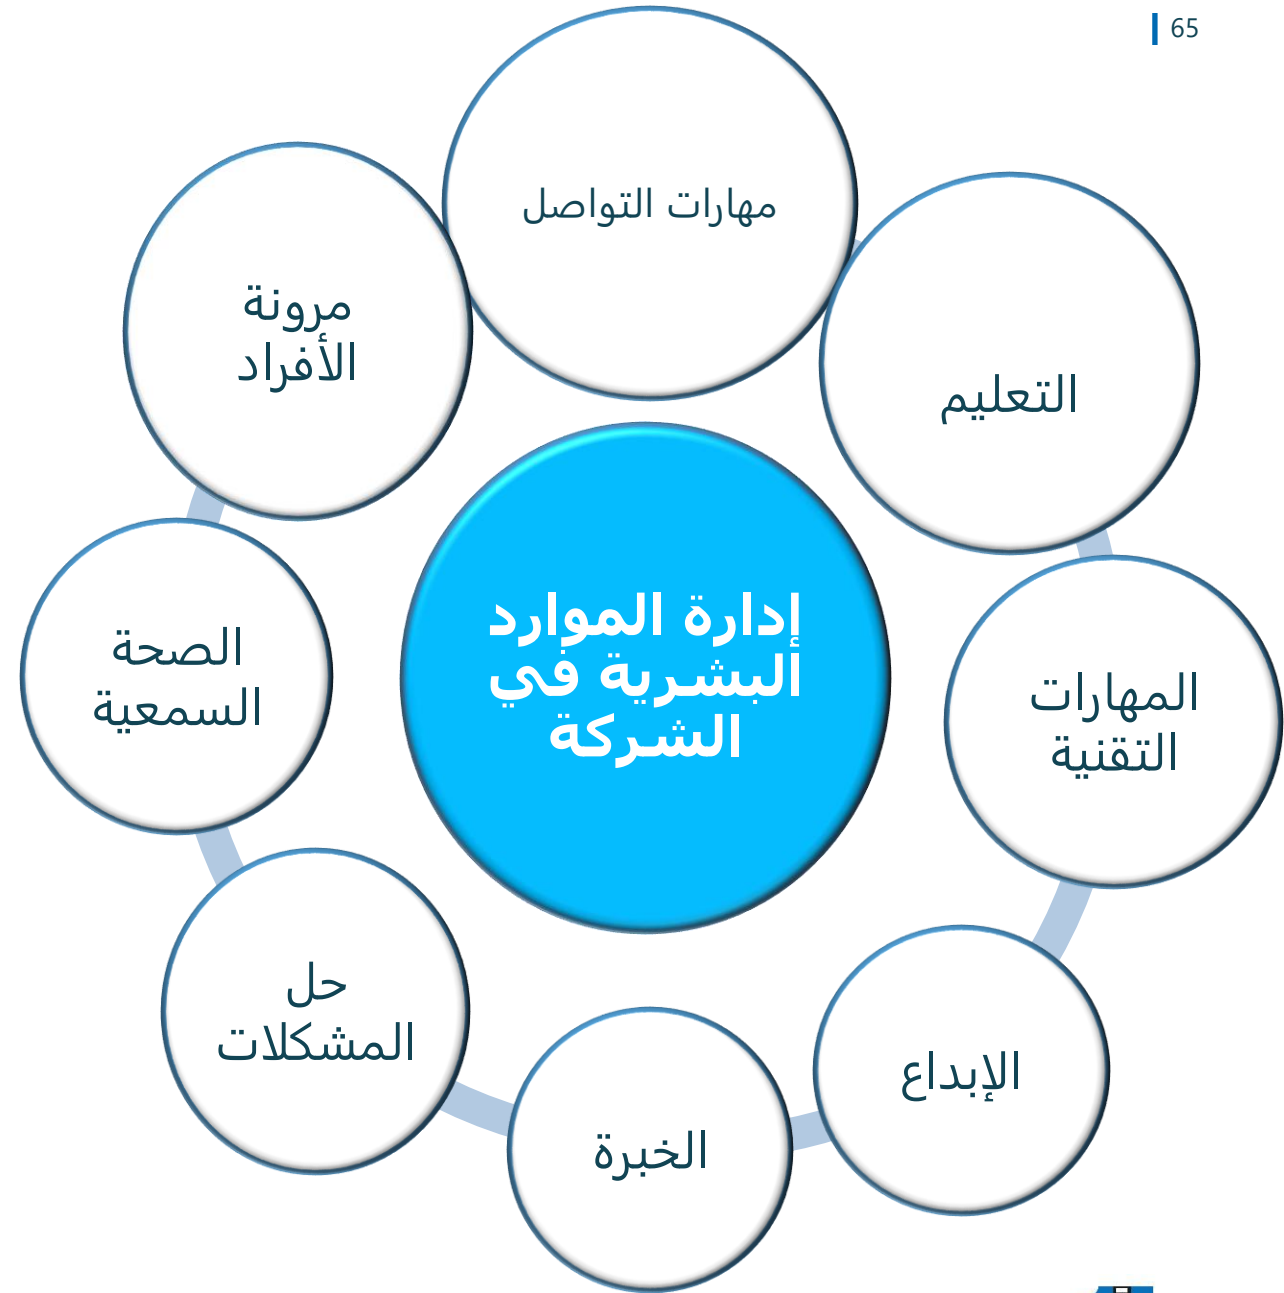 65
مهارات التواصل
التعليم
المهارات
التقنية
الإبداع
الخبرة
حل
المشكلات
الصحة
السمعية
مرونة
الأفراد
إدارة الموارد
البشرية في
الشركة